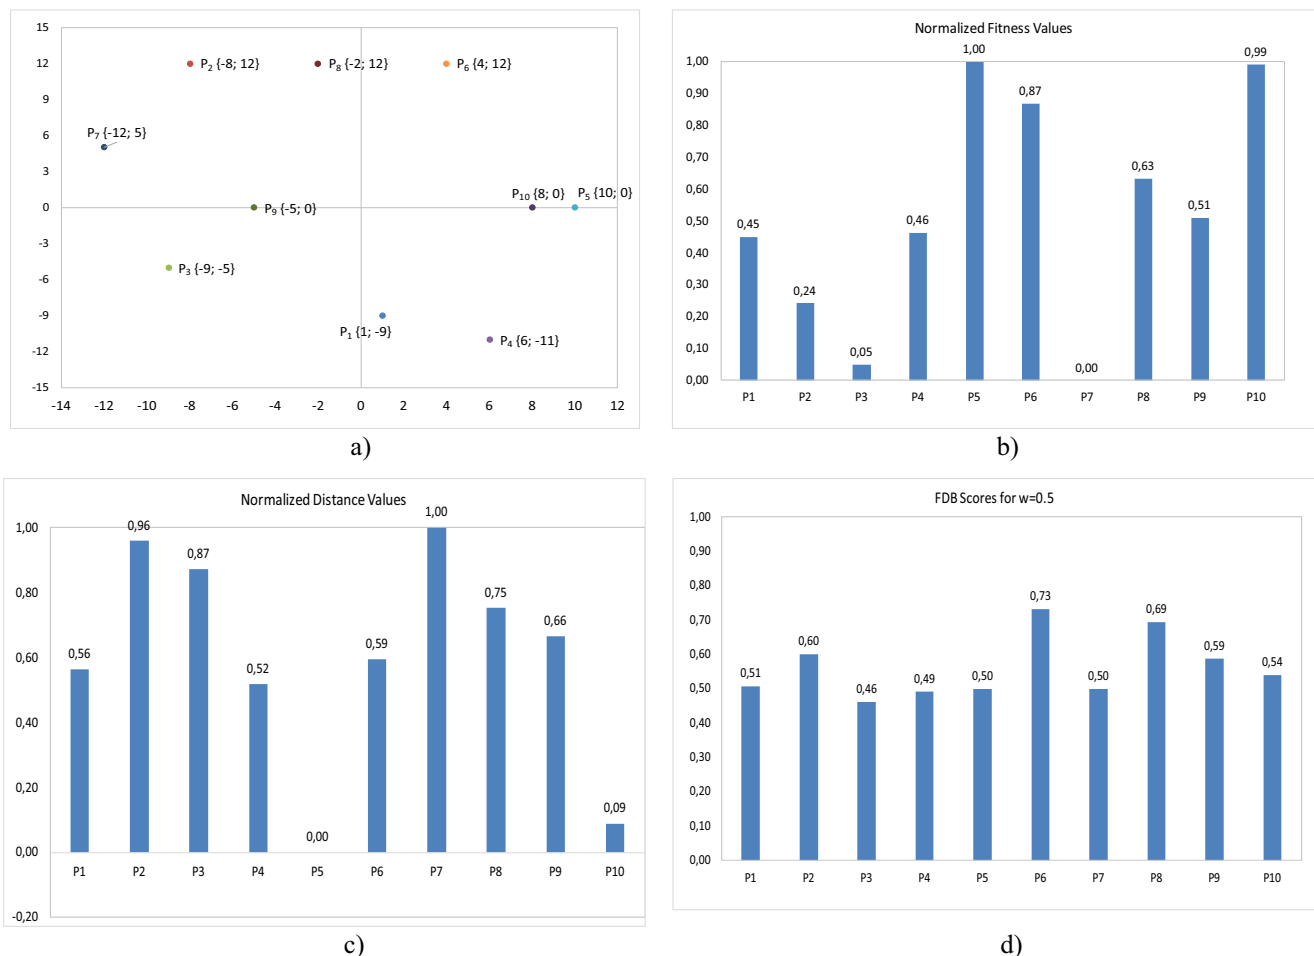 15
12
9
6
3
0
-3
-6
-9
-12
-15
-14 -12 -10 -8 -6 -4 -2 0 2 4 6 8 10 12
P2 {-8; 12}
P8 {-2; 12}
P6 {4; 12}
P7 {-12; 5}
P10 {8; 0}
P5 {10; 0}
P9 {-5; 0}
P3 {-9; -5}
P1 {1; -9}
P4 {6; -11}
a)
Normalized Fitness Values
1,00
0,90
0,80
0,70
0,60
0,50
0,40
0,30
0,20
0,10
0,00
0,45 0,24 0,05 0,46 1,00 0,87 0,00 0,63 0,51 0,99
P1 P2 P3 P4 P5 P6 P7 P8 P9 P10
b)
Normalized Distance Values
1,00
0,80
0,60
0,40
0,20
0,00
-0,20
0,56 0,96 0,87 0,52 0,00 0,59 1,00 0,75 0,66 0,09
P1 P2 P3 P4 P5 P6 P7 P8 P9 P10
c)
FDB Scores for w=0.5
1,00
0,90
0,80
0,70
0,60
0,50
0,40
0,30
0,20
0,10
0,00
0,51 0,60 0,46 0,49 0,50 0,73 0,50 0,69 0,59 0,54
P1 P2 P3 P4 P5 P6 P7 P8 P9 P10
d)